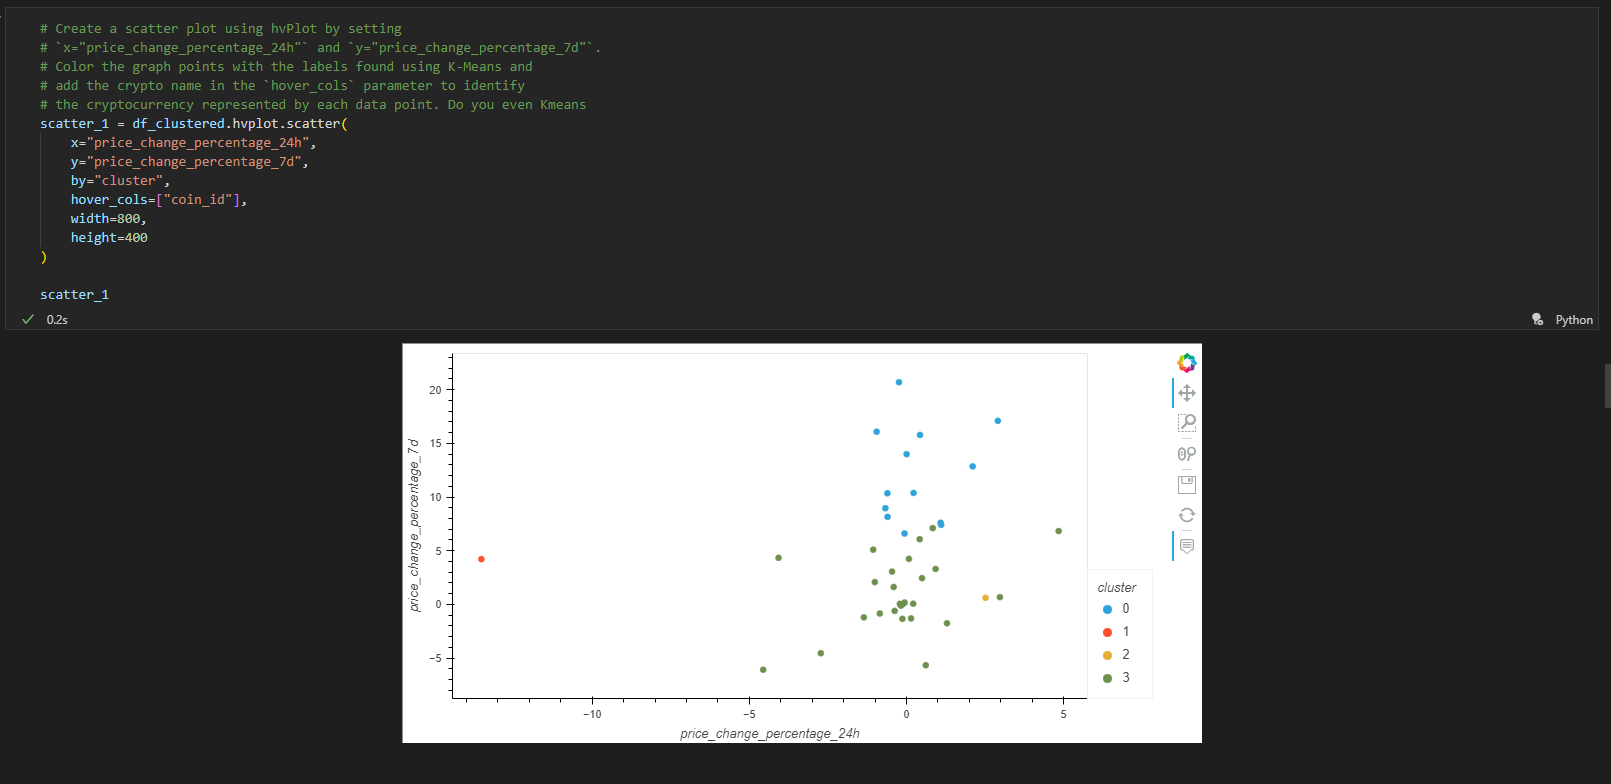 # Create a scatter plot using hvPlot by setting
# `x="price_change_percentage_24h"` and `y="price_change_percentage_7d"`.
# Color the graph points with the labels found using K-Means and
# add the crypto name in the `hover_cols` parameter to identify
# the cryptocurrency represented by each data point. Do you even Kmeans
scatter_1 = df_clustered.hvplot.scatter(
    x="price_change_percentage_24h",
    y="price_change_percentage_7d",
    by="cluster",
    hover_cols=["coin_id"],
    width=800,
    height=400
)
scatter_1
0.2s
Python
20
15
10
5
0
−5
price_change_percentage_7d
−10
−5
0
5
price_change_percentage_24h
cluster
0
1
2
3